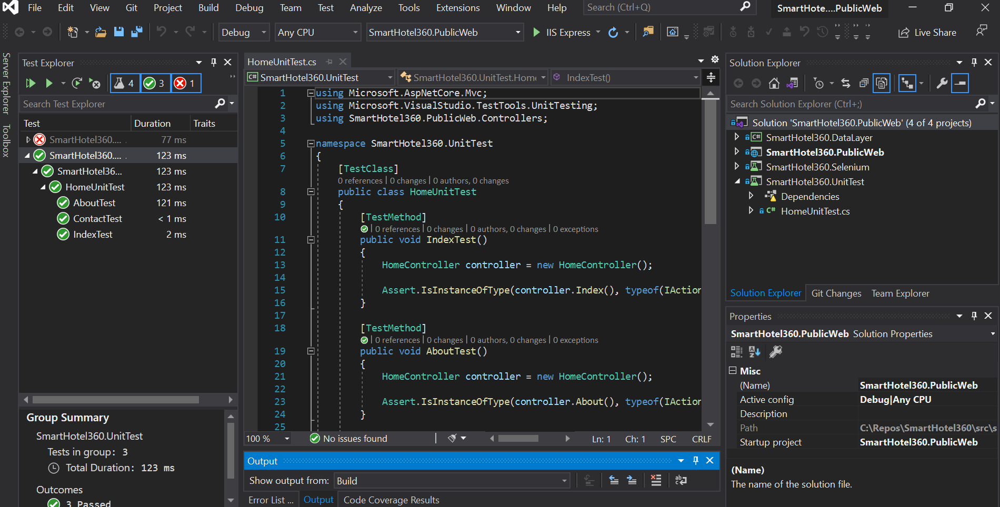 File Edit View Git Project Build Debug Team Test Analyze Tools Extensions Window Help Search (Ctrl+Q) SmartHote....PublicWeb
Debug Any CPU SmartHotel360.PublicWeb IIS Express Live Share
Server Explorer
Toolbox
Test Explorer
4 3 1
Search Test Explorer
Test Duration Traits
SmartHotel360.... . 77 ms
SmartHotel360.... . 123 ms
SmartHotel36... 123 ms
HomeUnitTest 123 ms
AboutTest 121 ms
ContactTest < 1 ms
IndexTest 2 ms
Group Summary
SmartHotel360.UnitTest
Tests in group: 3
Total Duration: 123 ms
Outcomes
3 Passed
HomeUnitTest.cs
C# SmartHotel360.UnitTest SmartHotel360.UnitTest.Home IndexTest()
1 using Microsoft.AspNetCore.Mvc;
2 using Microsoft.VisualStudio.TestTools.UnitTesting;
3 using SmartHotel360.PublicWeb.Controllers;
4
5 namespace SmartHotel360.UnitTest
6 {
7 [TestClass]
0 references | 0 changes | 0 authors, 0 changes
8 public class HomeUnitTest
9 {
10 [TestMethod]
| 0 references | 0 changes | 0 authors, 0 changes | 0 exceptions
11 public void IndexTest()
12 {
13 HomeController controller = new HomeController();
14
15 Assert.IsInstanceOfType(controller.Index(), typeof(IAction
16 }
17
18 [TestMethod]
| 0 references | 0 changes | 0 authors, 0 changes | 0 exceptions
19 public void AboutTest()
20 {
21 HomeController controller = new HomeController();
22
23 Assert.IsInstanceOfType(controller.About(), typeof(IAction
24 }
25
100 % No issues found Ln: 1 Ch: 1 SPC CRLF
Output
Show output from: Build
Error List ... Output Code Coverage Results
Solution Explorer
Search Solution Explorer (Ctrl+;)
Solution 'SmartHotel360.PublicWeb' (4 of 4 projects)
C# SmartHotel360.DataLayer
SmartHotel360.PublicWeb
SmartHotel360.Selenium
SmartHotel360.UnitTest
Dependencies
C# HomeUnitTest.cs
Solution Explorer Git Changes Team Explorer
Properties
SmartHotel360.PublicWeb Solution Properties
Misc
(Name) SmartHotel360.PublicWeb
Active config Debug|Any CPU
Description
Path C:\Repos\SmartHotel360\src\s
Startup project SmartHotel360.PublicWeb
(Name)
The name of the solution file.